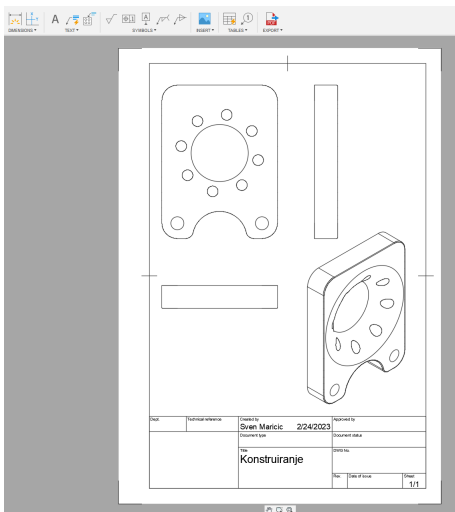 DIMENSIONS▾ TEXT▾ SYMBOLS▾ INSERT▾ TABLES▾ EXPORT▾
Dept. Technical reference Created by Approved by
Sven Maricic 2/24/2023
Document type Document status
Title DWG No.
Konstruiranje
Rev. Date of issue Sheet
1/1